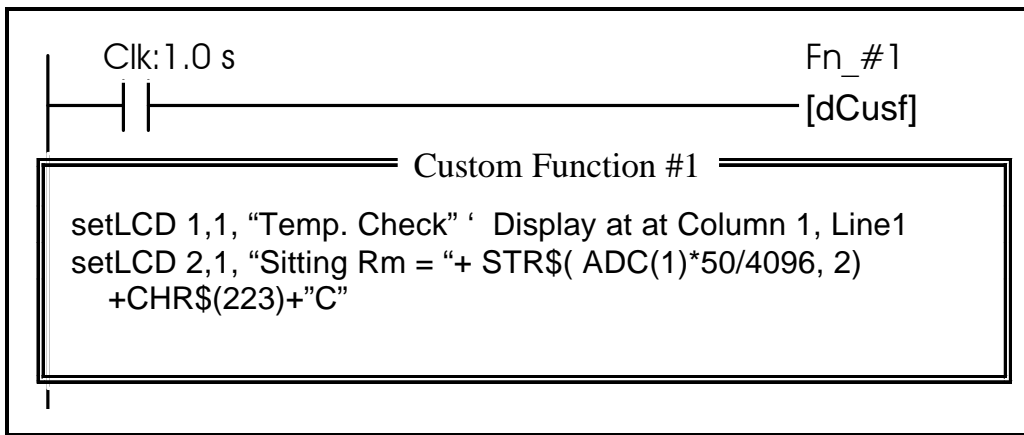 Clk:1.0 s Fn_#1
[dCusf]
Custom Function #1
setLCD 1,1, “Temp. Check” ‘ Display at at Column 1, Line1
setLCD 2,1, “Sitting Rm = “+ STR$( ADC(1)*50/4096, 2)
+CHR$(223)+”C”